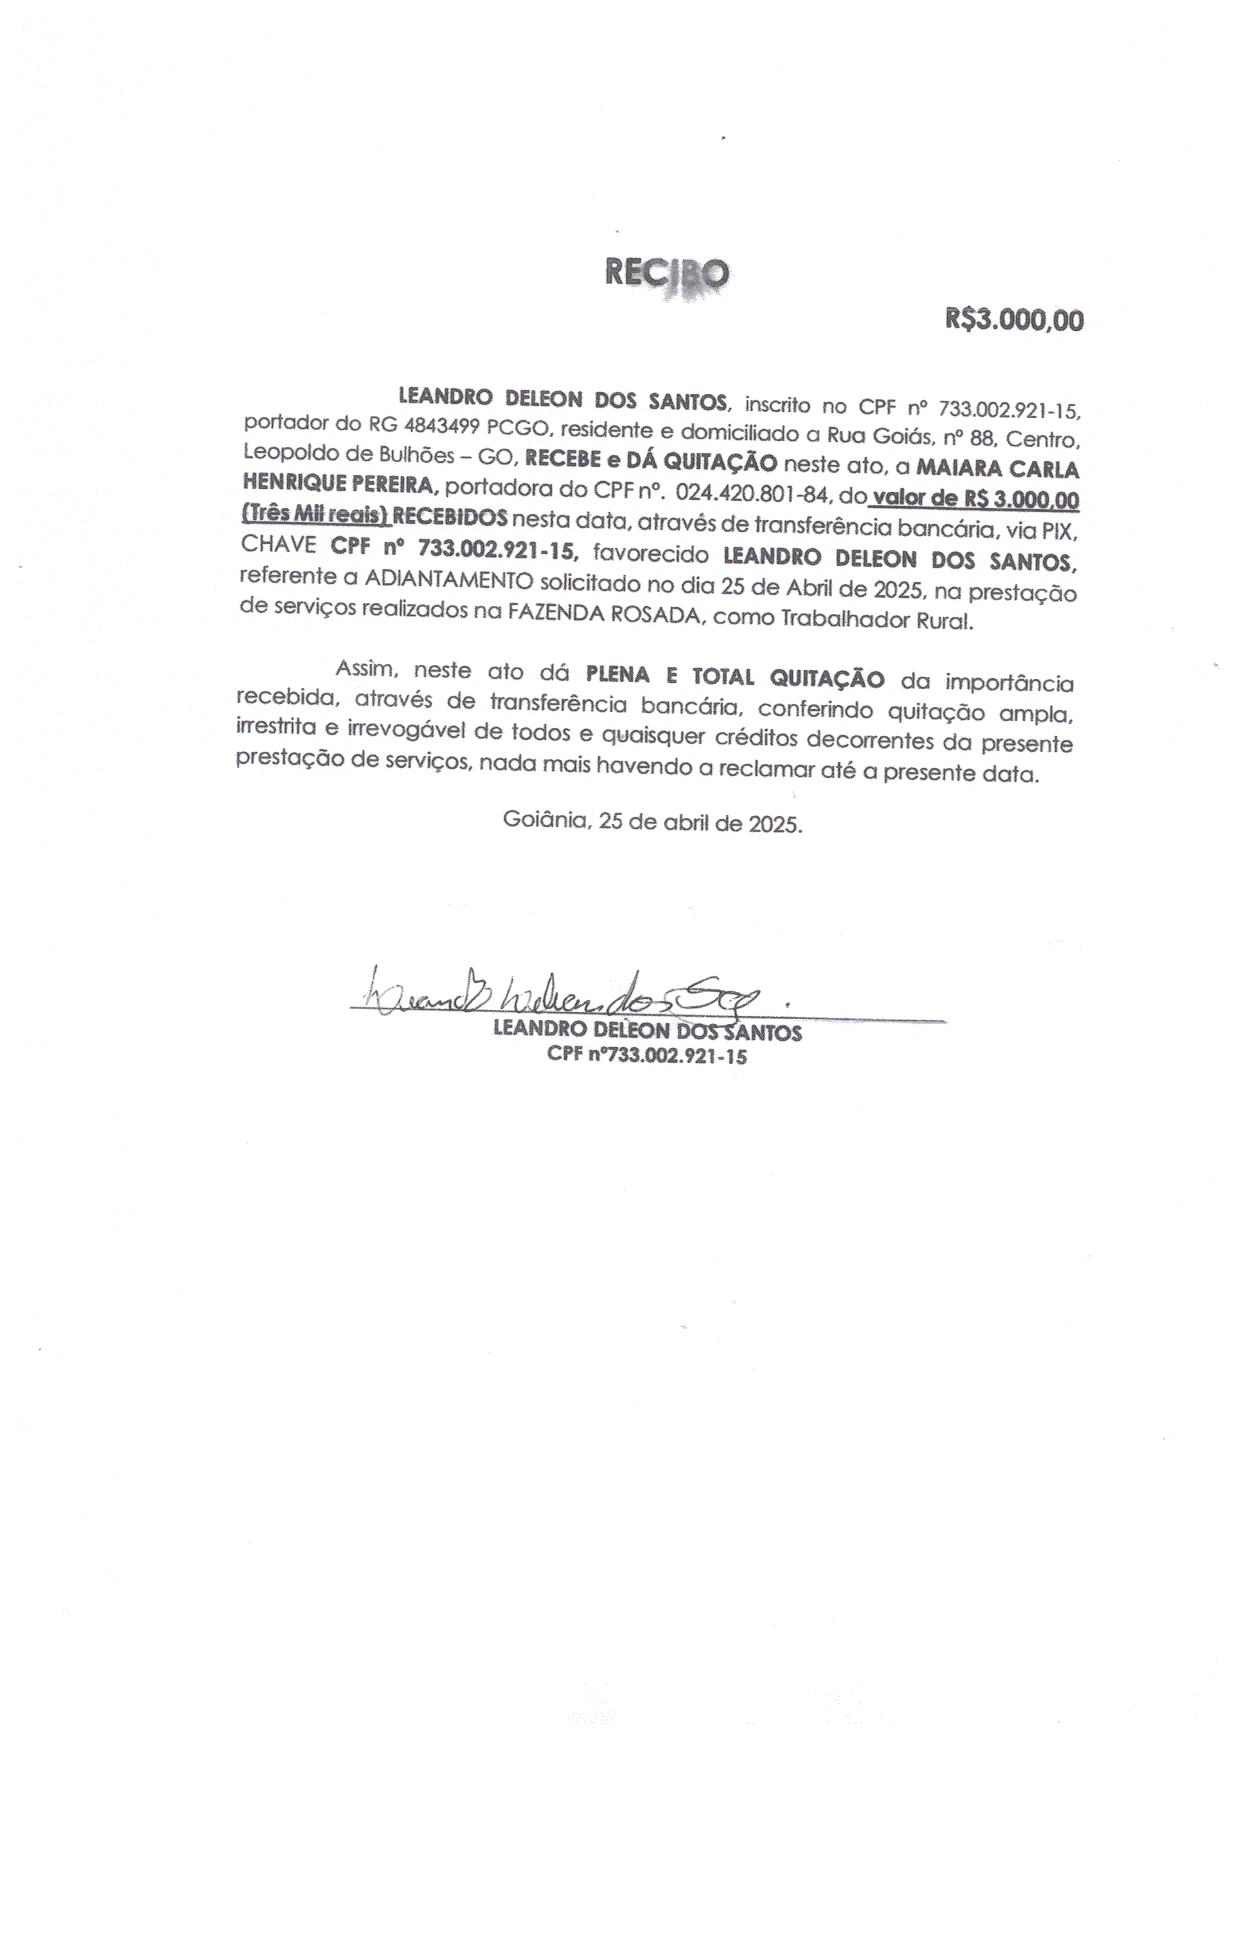 RECIBO
R$3.000,00
LEANDRO DELEON DOS SANTOS, inscrito no CPF nº 733.002.921-15,
portador do RG 4843499 PCGO, residente e domiciliado a Rua Goiás, nº 88, Centro,
Leopoldo de Bulhões – GO, RECEBE e DÁ QUITAÇÃO neste ato, a MAIARA CARLA
HENRIQUE PEREIRA, portadora do CPF nº. 024.420.801-84, do valor de R$ 3.000,00
(Três Mil reais) RECEBIDOS nesta data, através de transferência bancária, via PIX,
CHAVE CPF nº 733.002.921-15, favorecido LEANDRO DELEON DOS SANTOS,
referente a ADIANTAMENTO solicitado no dia 25 de Abril de 2025, na prestação
de serviços realizados na FAZENDA ROSADA, como Trabalhador Rural.
Assim, neste ato dá PLENA E TOTAL QUITAÇÃO da importância
recebida, através de transferência bancária, conferindo quitação ampla,
irrestrita e irrevogável de todos e quaisquer créditos decorrentes da presente
prestação de serviços, nada mais havendo a reclamar até a presente data.
Goiânia, 25 de abril de 2025.
LEANDRO DELEON DOS SANTOS
CPF nº733.002.921-15